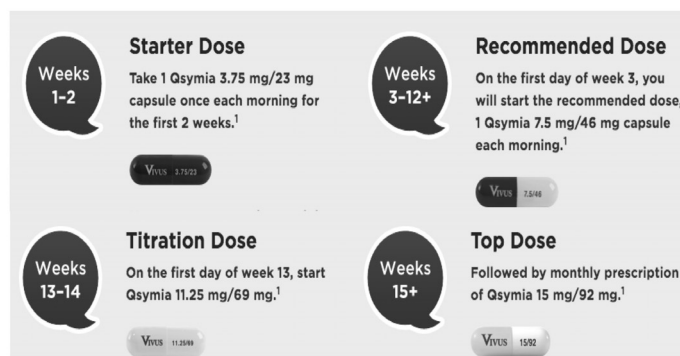 Weeks
1-2
Starter Dose
Take 1 Qsymia 3.75 mg/23 mg
capsule once each morning for
the first 2 weeks.1
VIVUS 3.75/23
Weeks
3-12+
Recommended Dose
On the first day of week 3, you
will start the recommended dose,
1 Qsymia 7.5 mg/46 mg capsule
each morning.1
VIVUS 7.5/46
Weeks
13-14
Titration Dose
On the first day of week 13, start
Qsymia 11.25 mg/69 mg.1
VIVUS 11.25/69
Weeks
15+
Top Dose
Followed by monthly prescription
of Qsymia 15 mg/92 mg.1
VIVUS 15/92